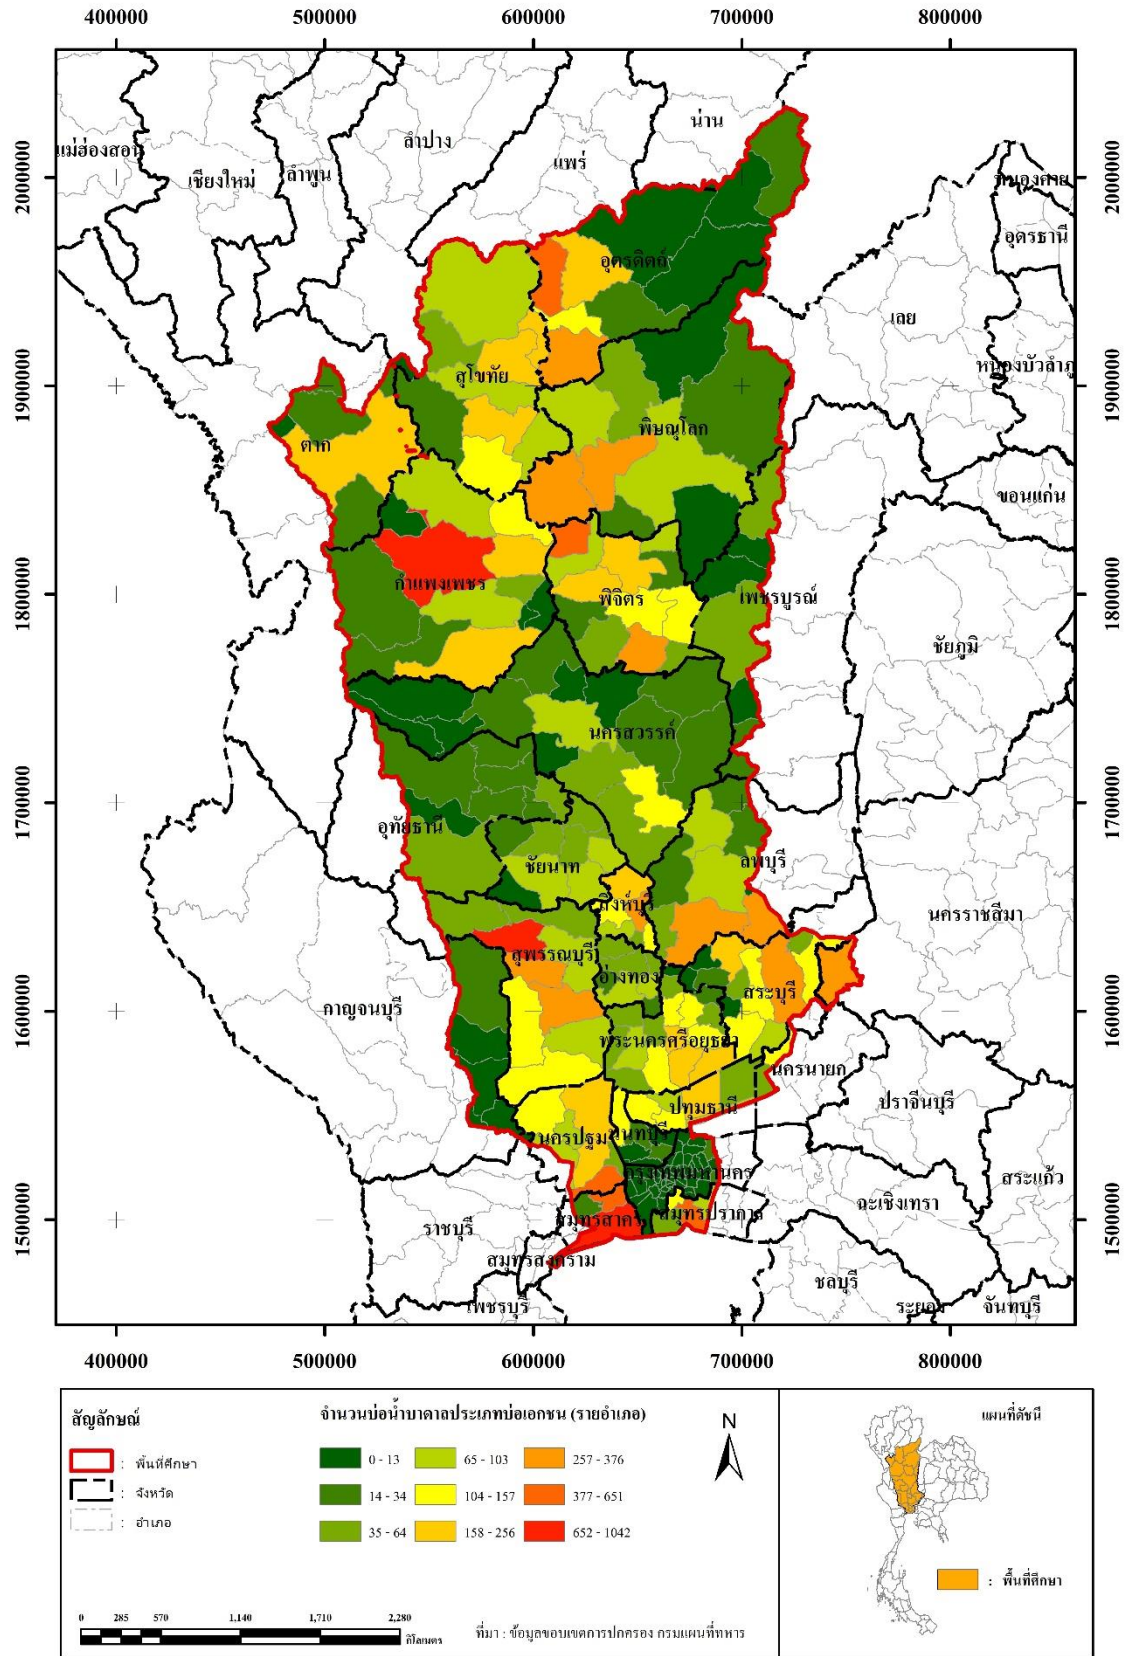 400000 500000 600000 700000 800000
น่าน
ลำปาง
แม่ฮ่องสอน
แพร่
ลำพูน
เชียงใหม่
2000000 2000000
หนองคาย
อุดรธานี
อุตรดิตถ์
เลย
หนองบัวลำภู
สุโขทัย
1900000 1900000
พิษณุโลก
ตาก
ขอนแก่น
กำแพงเพชร
พิจิตร
เพชรบูรณ์
1800000 1800000
ชัยภูมิ
นครสวรรค์
1700000 1700000
อุทัยธานี
ชัยนาท
ลพบุรี
สิงห์บุรี
นครราชสีมา
สุพรรณบุรี
อ่างทอง
สระบุรี
กาญจนบุรี
1600000 1600000
พระนครศรีอยุธยา
นครนายก
ปราจีนบุรี
ปทุมธานี
นครปฐม
นนทบุรี
กรุงเทพมหานคร
สระแก้ว
ฉะเชิงเทรา
สมุทรปราการ
สมุทรสาคร
ราชบุรี
1500000 1500000
สมุทรสงคราม
ชลบุรี
เพชรบุรี
ระยอง
จันทบุรี
400000 500000 600000 700000 800000
สัญลักษณ์
: พื้นที่ศึกษา
: จังหวัด
: อำเภอ
จำนวนบ่อน้ำบาดาลประเภทบ่อเอกชน (รายอำเภอ)
0 - 13 65 - 103 257 - 376
14 - 34 104 - 157 377 - 651
35 - 64 158 - 256 652 - 1042
N
0 285 570 1,140 1,710 2,280
กิโลเมตร
ที่มา : ข้อมูลขอบเขตการปกครอง กรมแผนที่ทหาร
แผนที่ดัชนี
: พื้นที่ศึกษา